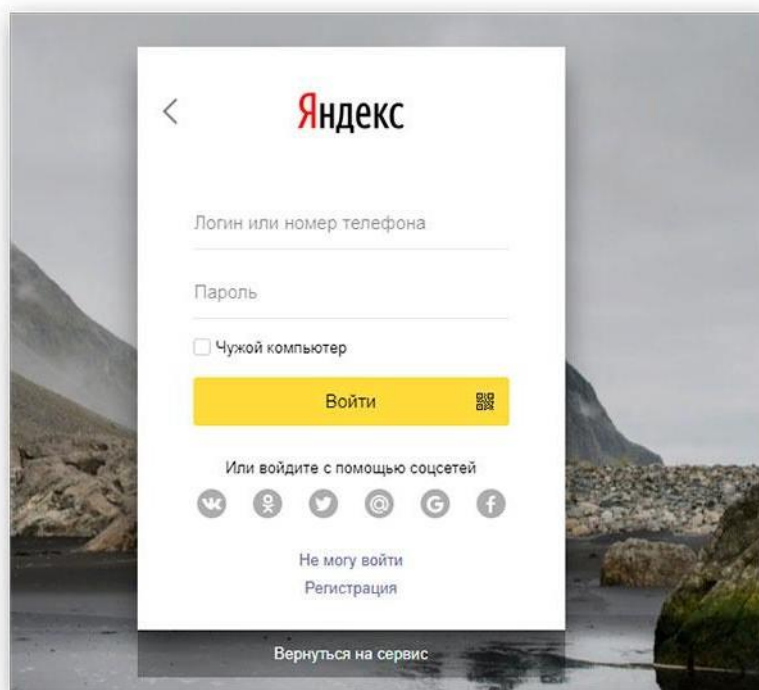 Яндекс
Логин или номер телефона
Пароль
Чужой компьютер
Войти
Или войдите с помощью соцсетей
Не могу войти
Регистрация
Вернуться на сервис